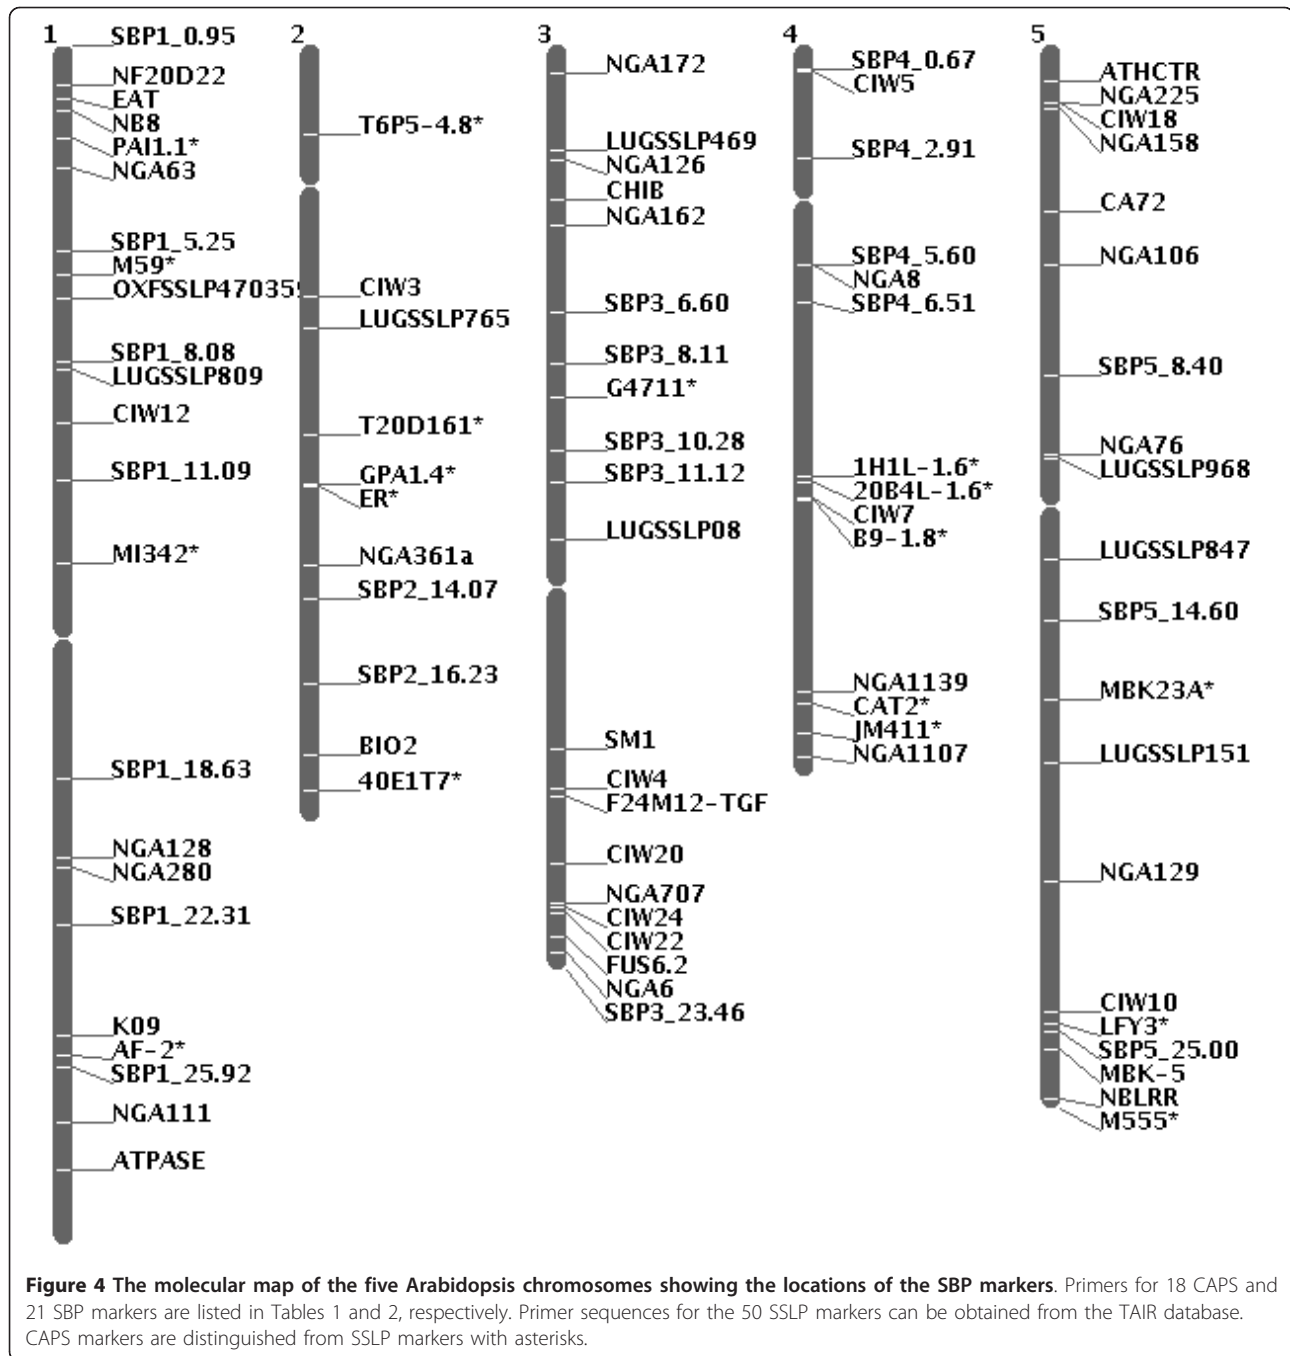 1
SBP1_0.95
NF20D22
EAT
NB8
PAI1.1*
NGA63
SBP1_5.25
M59*
OXFSSLP470359
SBP1_8.08
LUGSSLP809
CIW12
SBP1_11.09
MI342*
SBP1_18.63
NGA128
NGA280
SBP1_22.31
K09
AF-2*
SBP1_25.92
NGA111
ATPASE
2
T6P5-4.8*
CIW3
LUGSSLP765
T20D161*
GPA1.4*
ER*
NGA361a
SBP2_14.07
SBP2_16.23
BIO2
40E1T7*
3
NGA172
LUGSSLP469
NGA126
CHIB
NGA162
SBP3_6.60
SBP3_8.11
G4711*
SBP3_10.28
SBP3_11.12
LUGSSLP08
SM1
CIW4
F24M12-TGF
CIW20
NGA707
CIW24
CIW22
FUS6.2
NGA6
SBP3_23.46
4
SBP4_0.67
CIW5
SBP4_2.91
SBP4_5.60
NGA8
SBP4_6.51
1H1L-1.6*
20B4L-1.6*
CIW7
B9-1.8*
NGA1139
CAT2*
JM411*
NGA1107
5
ATHCTR
NGA225
CIW18
NGA158
CA72
NGA106
SBP5_8.40
NGA76
LUGSSLP968
LUGSSLP847
SBP5_14.60
MBK23A*
LUGSSLP151
NGA129
CIW10
LFY3*
SBP5_25.00
MBK-5
NBLRR
M555*
Figure 4 The molecular map of the five Arabidopsis chromosomes showing the locations of the SBP markers. Primers for 18 CAPS and
21 SBP markers are listed in Tables 1 and 2, respectively. Primer sequences for the 50 SSLP markers can be obtained from the TAIR database.
CAPS markers are distinguished from SSLP markers with asterisks.